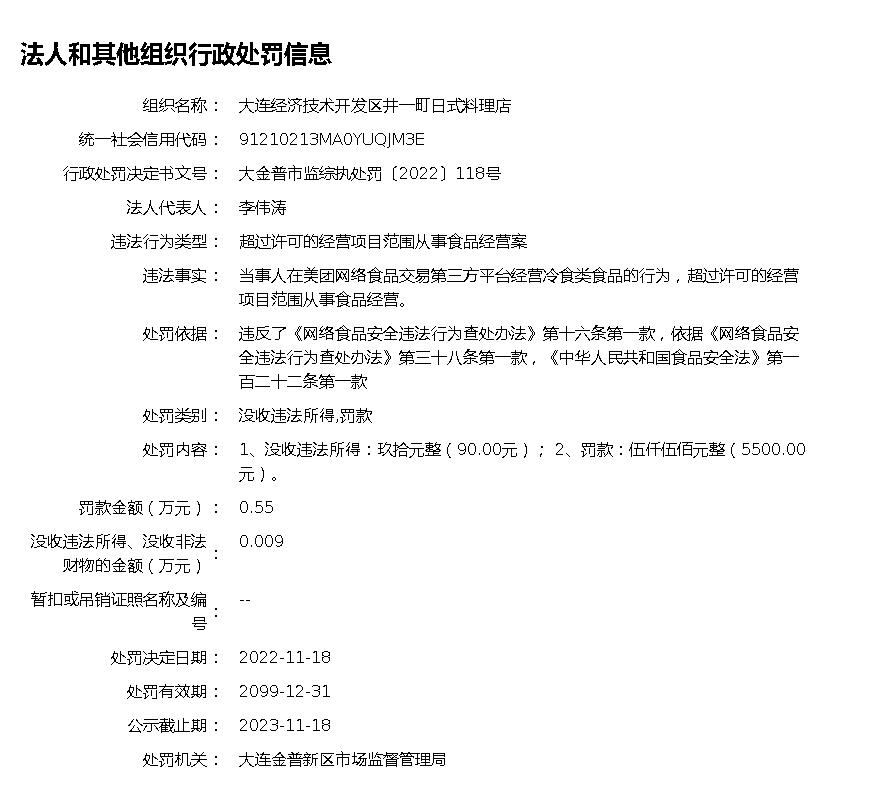 法人和其他组织行政处罚信息
组织名称： 大连经济技术开发区井一町日式料理店
统一社会信用代码： 91210213MA0YUQJM3E
行政处罚决定书文号： 大金普市监综执处罚〔2022〕118号
法人代表人： 李伟涛
违法行为类型： 超过许可的经营项目范围从事食品经营案
违法事实： 当事人在美团网络食品交易第三方平台经营冷食类食品的行为，超过许可的经营
项目范围从事食品经营。
处罚依据： 违反了《网络食品安全违法行为查处办法》第十六条第一款，依据《网络食品安
全违法行为查处办法》第三十八条第一款，《中华人民共和国食品安全法》第一
百二十二条第一款
处罚类别： 没收违法所得,罚款
处罚内容： 1、没收违法所得：玖拾元整（90.00元）； 2、罚款：伍仟伍佰元整（5500.00
元）。
罚款金额（万元）： 0.55
没收违法所得、没收非法
财物的金额（万元）： 0.009
暂扣或吊销证照名称及编
号： --
处罚决定日期： 2022-11-18
处罚有效期： 2099-12-31
公示截止期： 2023-11-18
处罚机关： 大连金普新区市场监督管理局